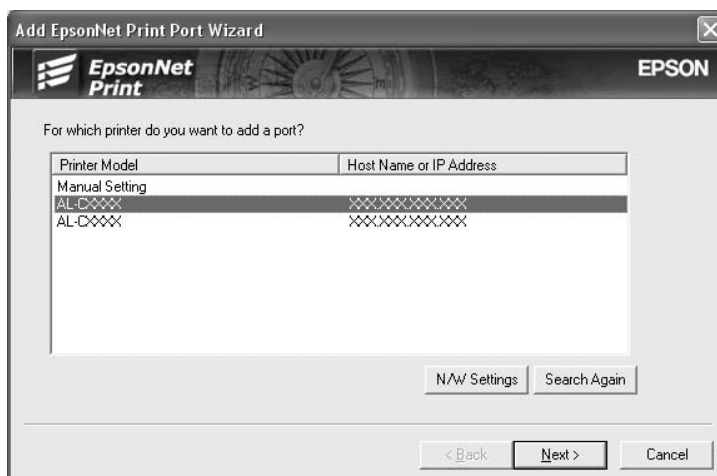 Add EpsonNet Print Port Wizard
EpsonNet
Print
EPSON
For which printer do you want to add a port?
Printer Model Host Name or IP Address
Manual Setting
AL-CXXXX XXX.XXX.XXX.XXX
AL-CXXXX XXX.XXX.XXX.XXX
N/W Settings Search Again
< Back Next > Cancel